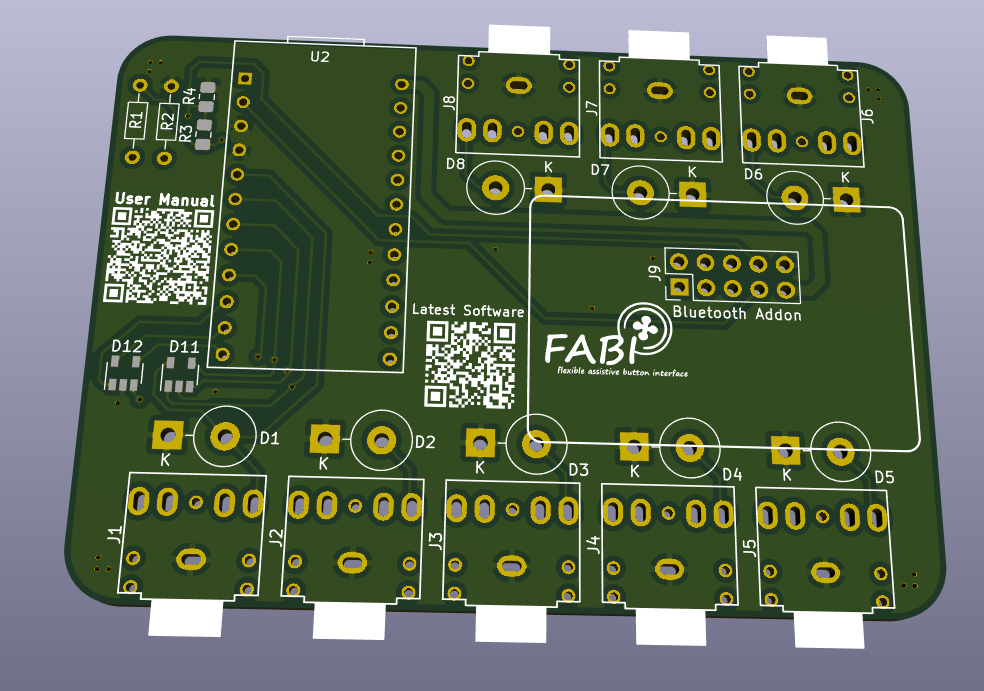 U2
R4
R1
R2
R3
J8
J7
J6
D8
K
D7
K
D6
K
User Manual
J9
Bluetooth Addon
Latest Software
FABI
flexible assistive button interface
D12
D11
D1
K
D2
K
D3
K
D4
K
D5
K
J1
J2
J3
J4
J5